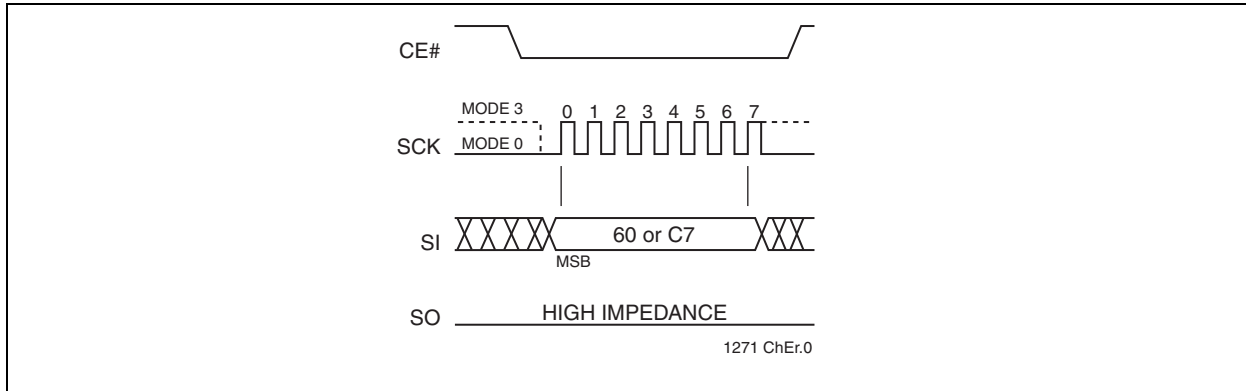 CE#
MODE 3
0 1 2 3 4 5 6 7
SCK
MODE 0
SI
60 or C7
MSB
SO
HIGH IMPEDANCE
1271 ChEr.0